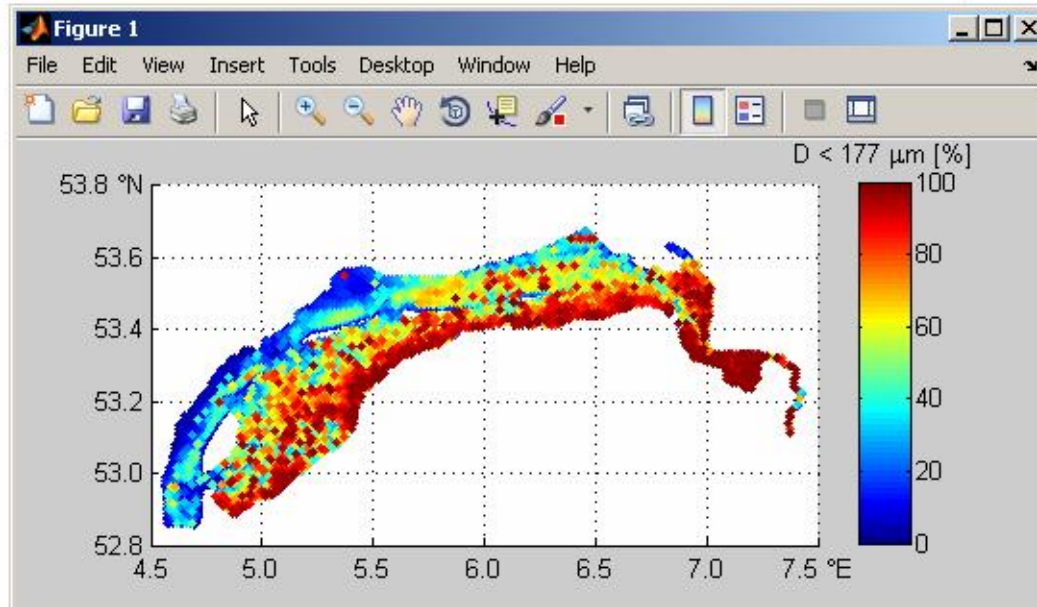 Figure 1
File Edit View Insert Tools Desktop Window Help
D < 177 μm [%]
53.8 °N
53.6
53.4
53.2
53.0
52.8
4.5 5.0 5.5 6.0 6.5 7.0 7.5 °E
100
80
60
40
20
0